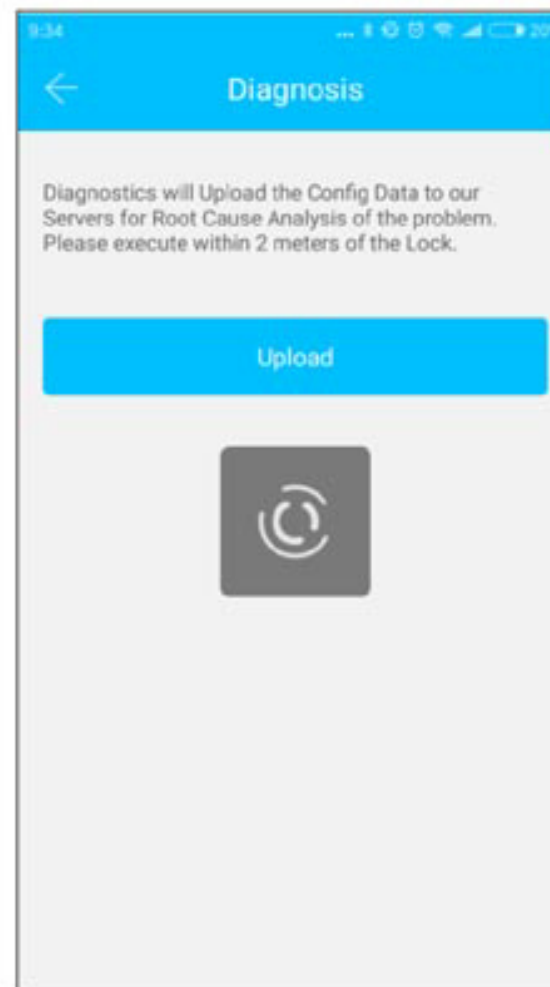 9:34 ... 20
Diagnosis
Diagnostics will Upload the Config Data to our
Servers for Root Cause Analysis of the problem.
Please execute within 2 meters of the Lock.
Upload